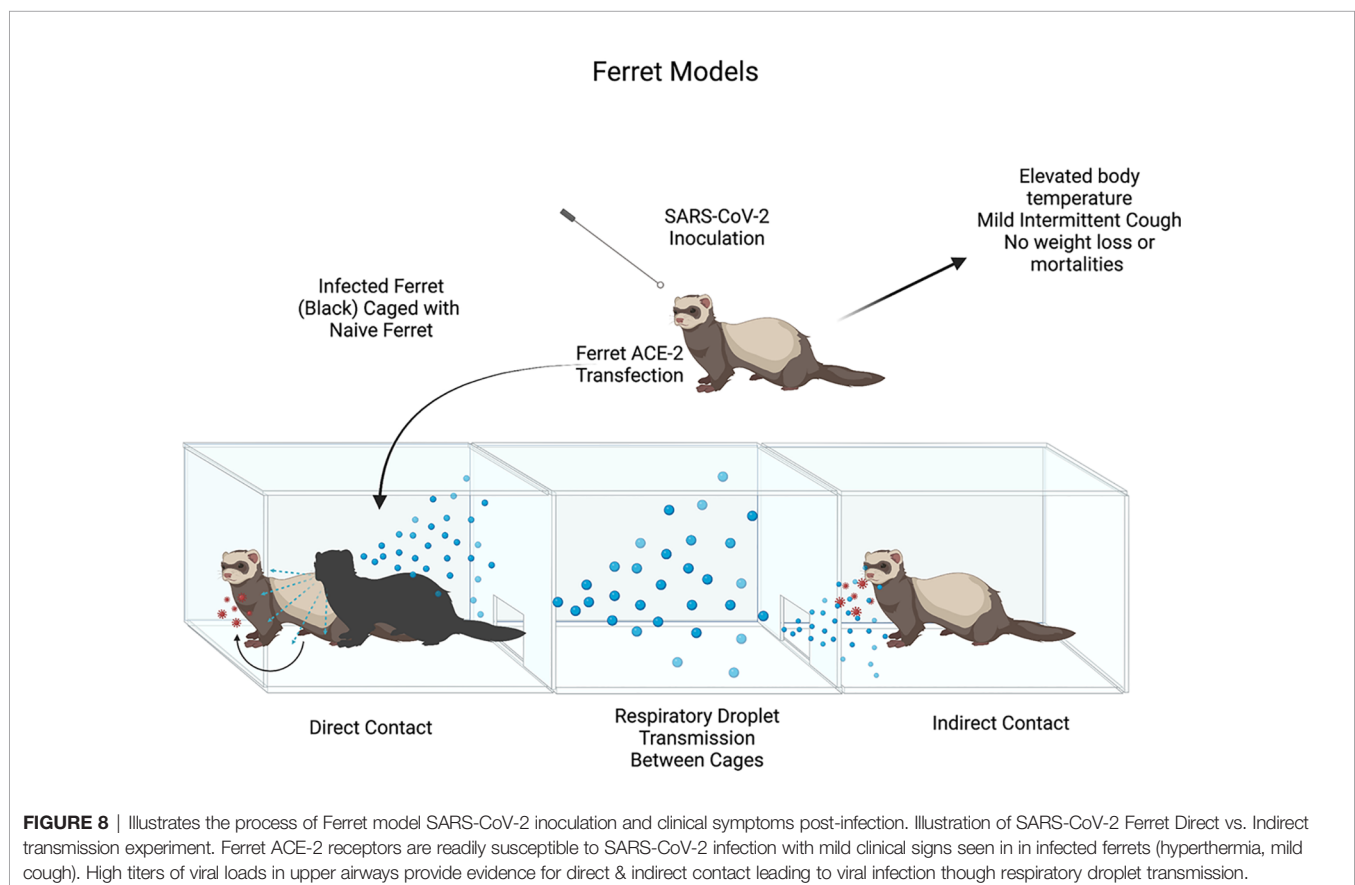 Ferret Models
SARS-CoV-2
Inoculation
Elevated body
temperature
Mild Intermittent Cough
No weight loss or
mortalities
Infected Ferret
(Black) Caged with
Naive Ferret
Ferret ACE-2
Transfection
Direct Contact
Respiratory Droplet
Transmission
Between Cages
Indirect Contact
FIGURE 8 | Illustrates the process of Ferret model SARS-CoV-2 inoculation and clinical symptoms post-infection. Illustration of SARS-CoV-2 Ferret Direct vs. Indirect
transmission experiment. Ferret ACE-2 receptors are readily susceptible to SARS-CoV-2 infection with mild clinical signs seen in in infected ferrets (hyperthermia, mild
cough). High titers of viral loads in upper airways provide evidence for direct & indirect contact leading to viral infection though respiratory droplet transmission.